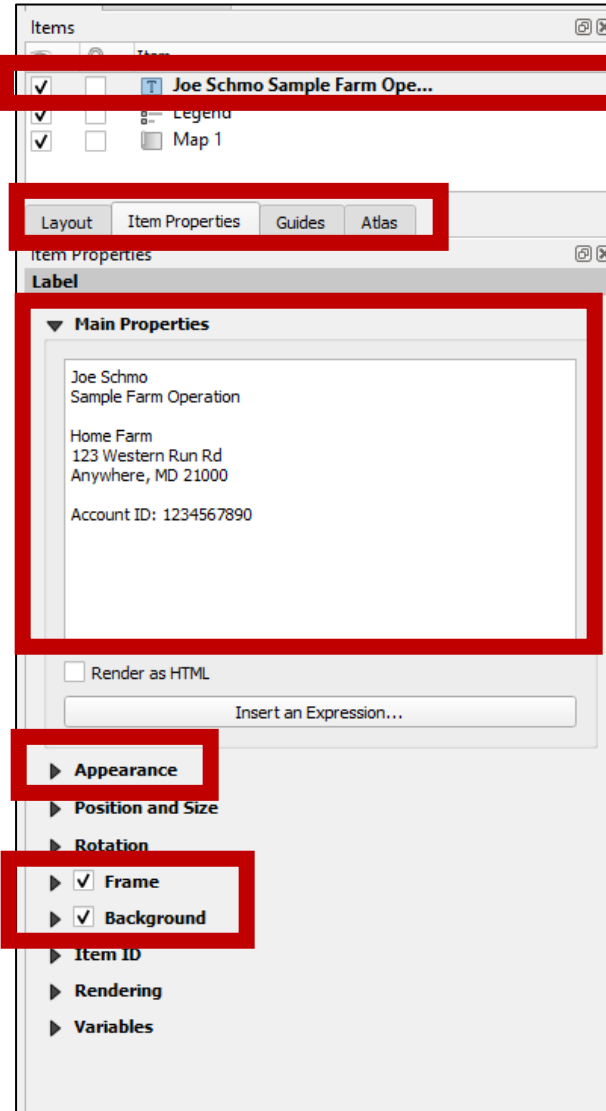 Items
Item
Joe Schmo Sample Farm Ope...
Legend
Map 1
Layout Item Properties Guides Atlas
Item Properties
Label
Main Properties
Joe Schmo
Sample Farm Operation
Home Farm
123 Western Run Rd
Anywhere, MD 21000
Account ID: 1234567890
Render as HTML
Insert an Expression...
Appearance
Position and Size
Rotation
Frame
Background
Item ID
Rendering
Variables